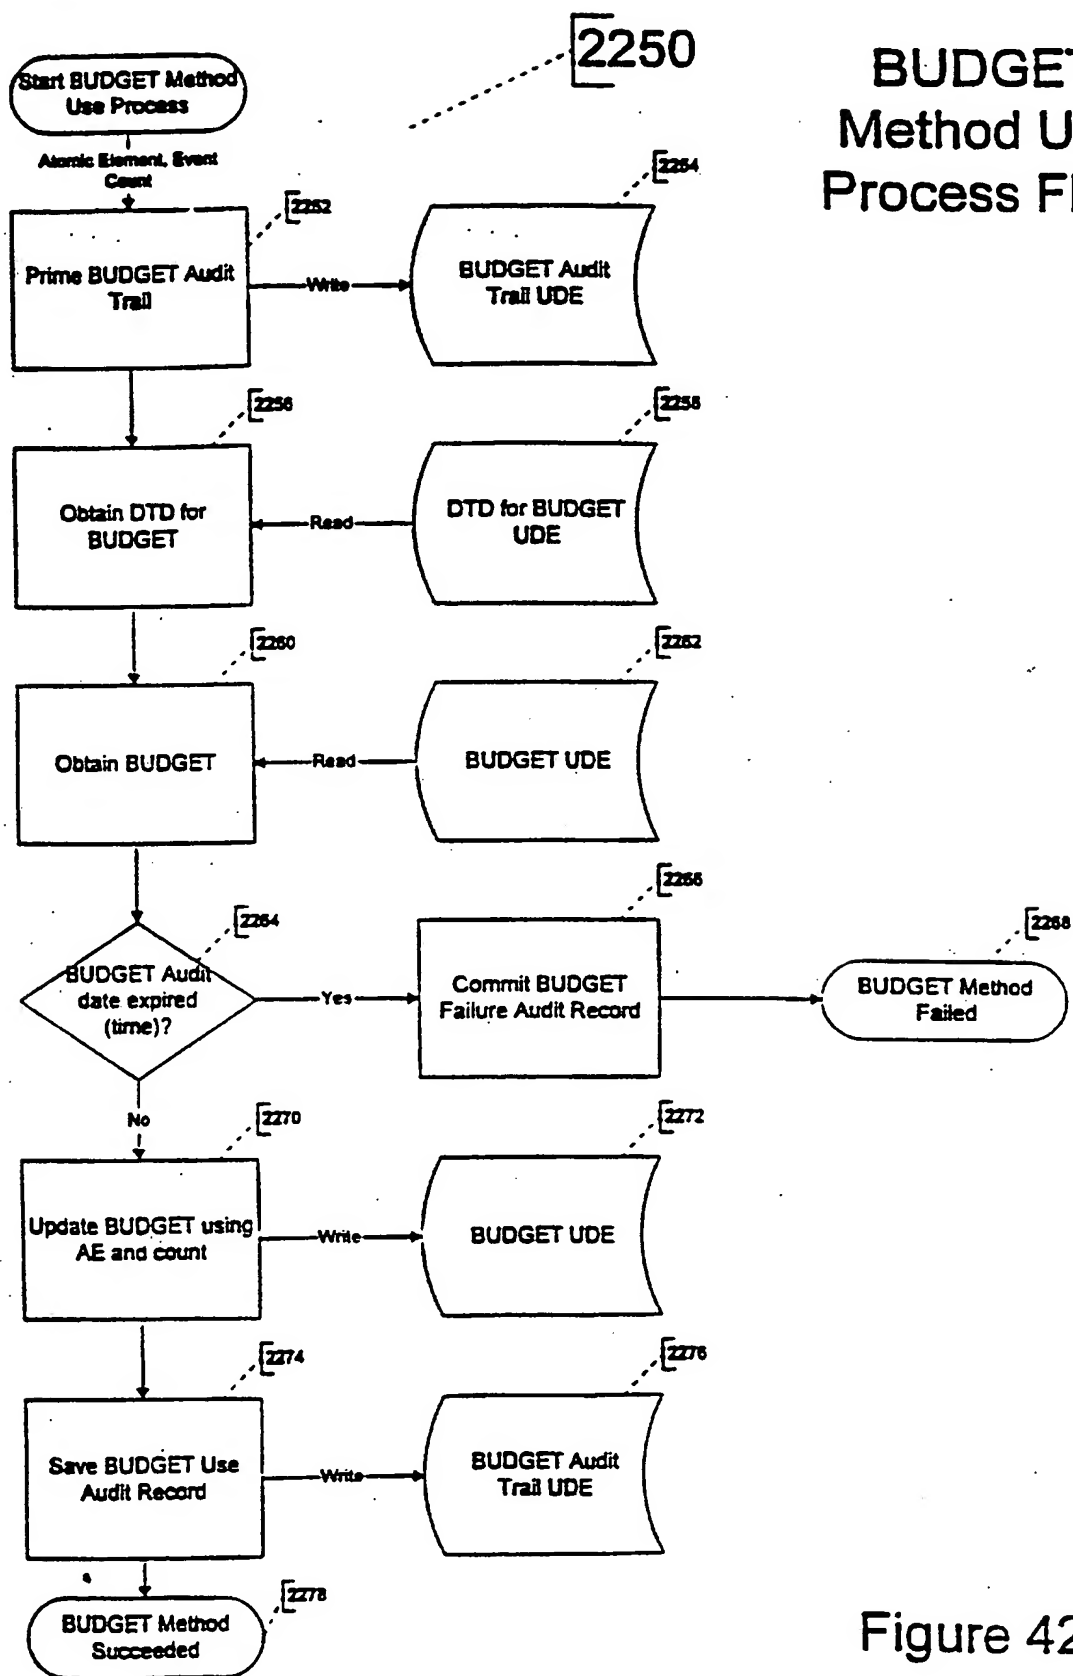 2250
BUDGET
Method U
Process Fl
Start BUDGET Method
Use Process
Atomic Element, Event
Count
2252
2254
Prime BUDGET Audit
Trail
Write
BUDGET Audit
Trail UDE
2256
2258
Obtain DTD for
BUDGET
Read
DTD for BUDGET
UDE
2260
2262
Obtain BUDGET
Read
BUDGET UDE
2264
2266
2268
BUDGET Audit
date expired
(time)?
Yes
Commit BUDGET
Failure Audit Record
BUDGET Method
Failed
No
2270
2272
Update BUDGET using
AE and count
Write
BUDGET UDE
2274
2276
Save BUDGET Use
Audit Record
Write
BUDGET Audit
Trail UDE
2278
BUDGET Method
Succeeded
Figure 42